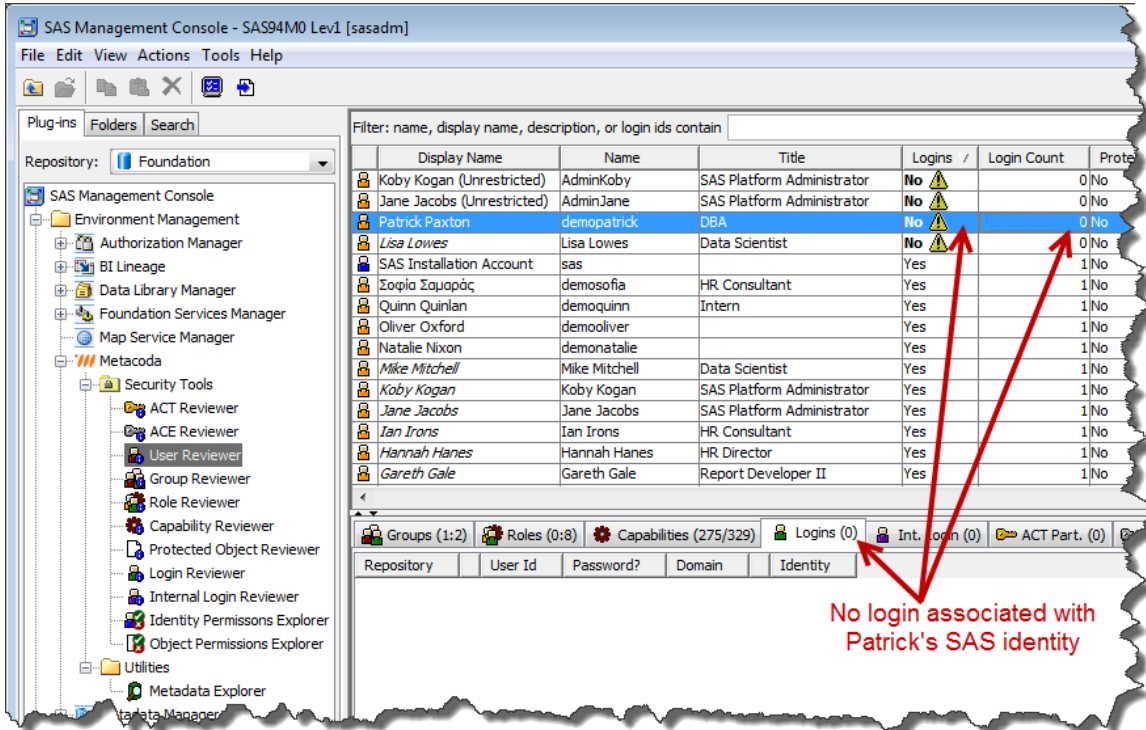 SAS Management Console - SAS94M0 Lev1 [sasadm]
File Edit View Actions Tools Help
Plug-ins Folders Search
Repository: Foundation
SAS Management Console
Environment Management
Authorization Manager
BI Lineage
Data Library Manager
Foundation Services Manager
Map Service Manager
Metacoda
Security Tools
ACT Reviewer
ACE Reviewer
User Reviewer
Group Reviewer
Role Reviewer
Capability Reviewer
Protected Object Reviewer
Login Reviewer
Internal Login Reviewer
Identity Permissons Explorer
Object Permissions Explorer
Utilities
Metadata Explorer
Filter: name, display name, description, or login ids contain
Display Name Name Title Logins / Login Count Prote
Koby Kogan (Unrestricted) AdminKoby SAS Platform Administrator No 0 No
Jane Jacobs (Unrestricted) AdminJane SAS Platform Administrator No 0 No
Patrick Paxton demopatrick DBA No 0 No
Lisa Lowes Lisa Lowes Data Scientist No 0 No
SAS Installation Account sas Yes 1 No
Σοφία Σαμαράς demosofia HR Consultant Yes 1 No
Quinn Quinlan demoquinn Intern Yes 1 No
Oliver Oxford demooliver Yes 1 No
Natalie Nixon demonatalie Yes 1 No
Mike Mitchell Mike Mitchell Data Scientist Yes 1 No
Koby Kogan Koby Kogan SAS Platform Administrator Yes 1 No
Jane Jacobs Jane Jacobs SAS Platform Administrator Yes 1 No
Ian Irons Ian Irons HR Consultant Yes 1 No
Hannah Hanes Hannah Hanes HR Director Yes 1 No
Gareth Gale Gareth Gale Report Developer II Yes 1 No
Groups (1:2) Roles (0:8) Capabilities (275/329) Logins (0) Int. Login (0) ACT Part. (0)
Repository User Id Password? Domain Identity
No login associated with
Patrick's SAS identity